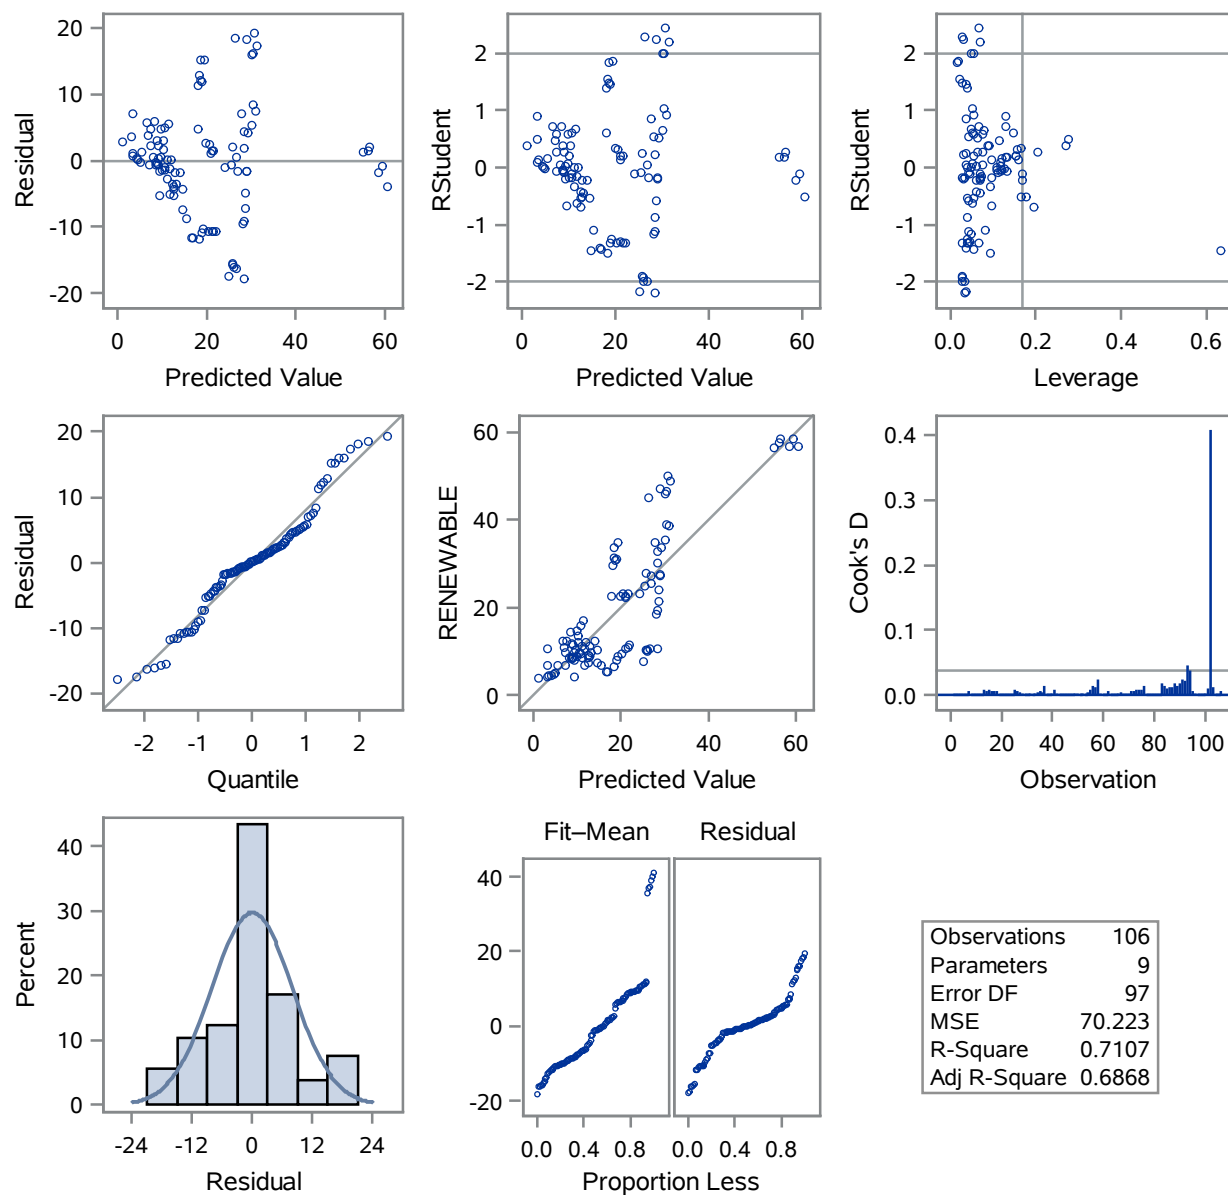 20
10
0
-10
-20
Residual
0 20 40 60
Predicted Value
2
1
0
-1
-2
RStudent
0 20 40 60
Predicted Value
2
1
0
-1
-2
RStudent
0.0 0.2 0.4 0.6
Leverage
20
10
0
-10
-20
Residual
-2 -1 0 1 2
Quantile
60
40
20
0
RENEWABLE
0 20 40 60
Predicted Value
0.4
0.3
0.2
0.1
0.0
Cook's D
0 20 40 60 80 100
Observation
40
30
20
10
0
Percent
-24 -12 0 12 24
Residual
Fit–Mean Residual
40
20
0
-20
0.0 0.4 0.8 0.0 0.4 0.8
Proportion Less
Observations 106
Parameters 9
Error DF 97
MSE 70.223
R-Square 0.7107
Adj R-Square 0.6868